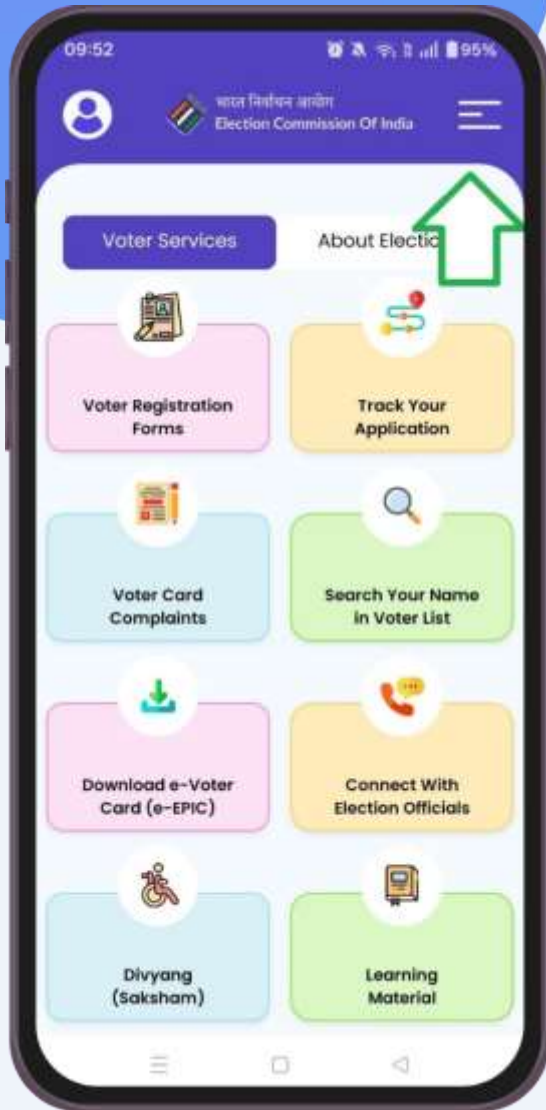 09:52
95%
भारत निर्वाचन आयोग
Election Commission Of India
Voter Services
About Electio
Voter Registration
Forms
Track Your
Application
Voter Card
Complaints
Search Your Name
in Voter List
Download e-Voter
Card (e-EPIC)
Connect With
Election Officials
Divyang
(Saksham)
Learning
Material